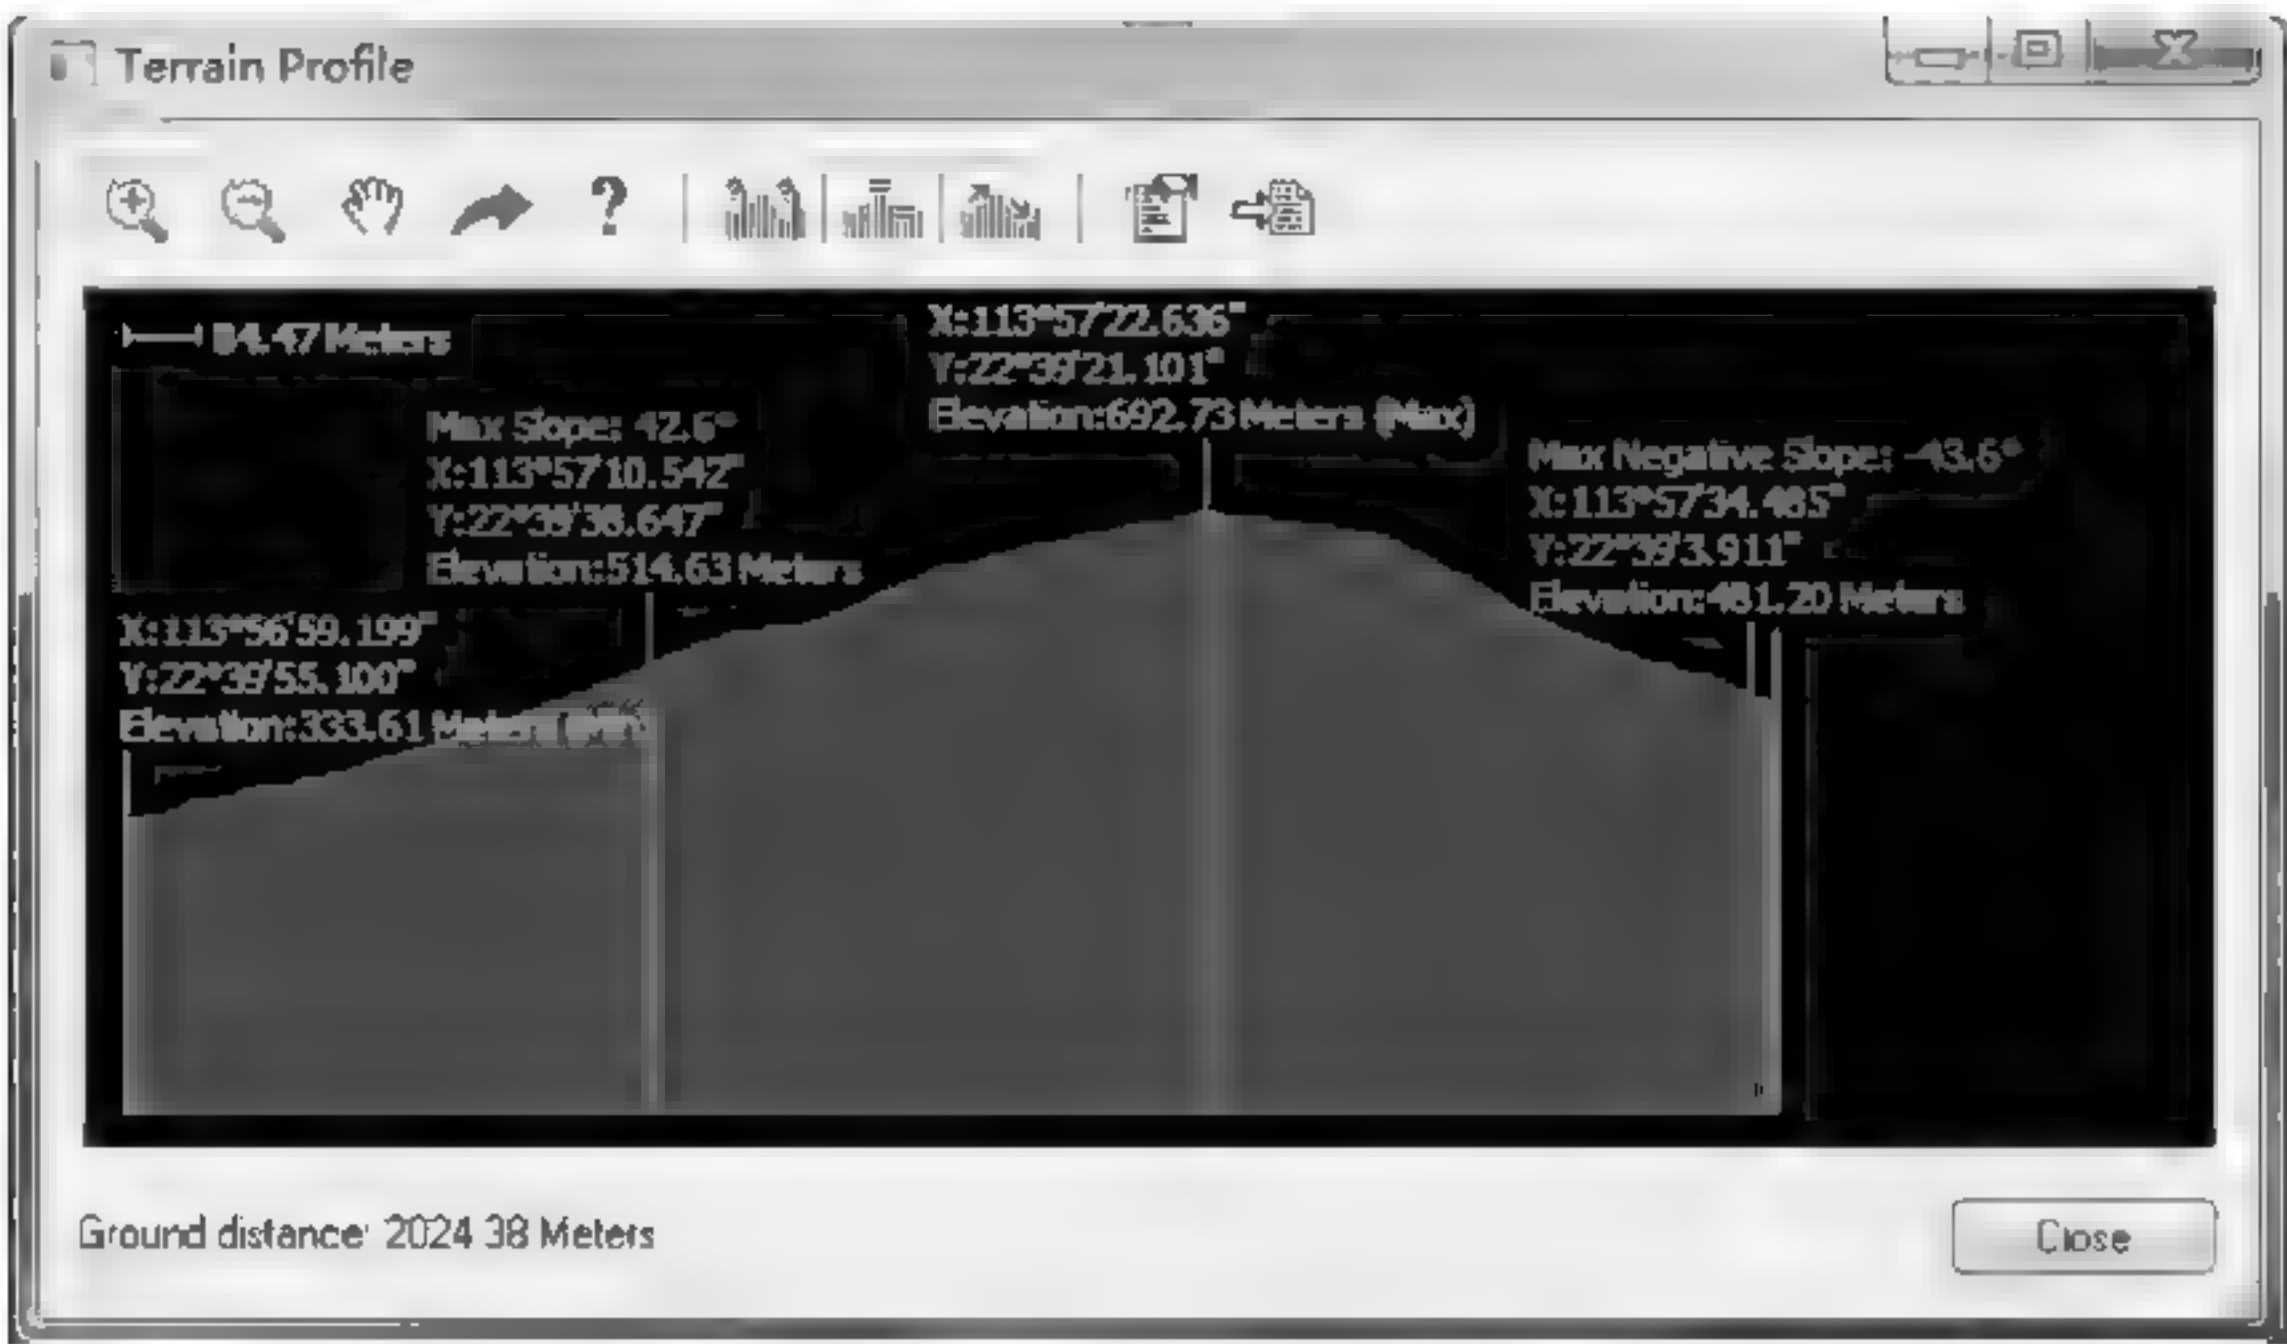 Terrain Profile
84.47 Meters
X:113°57'22.636"
Y:22°39'21.101"
Elevation:692.73 Meters (Max)
Max Slope: 42.6°
X:113°57'10.542"
Y:22°39'38.647"
Elevation:514.63 Meters
Max Negative Slope: -43.6°
X:113°57'34.485"
Y:22°39'3.911"
Elevation:481.20 Meters
X:113°56'59.199"
Y:22°39'55.100"
Elevation:333.61 Meters
Ground distance: 2024.38 Meters
Close